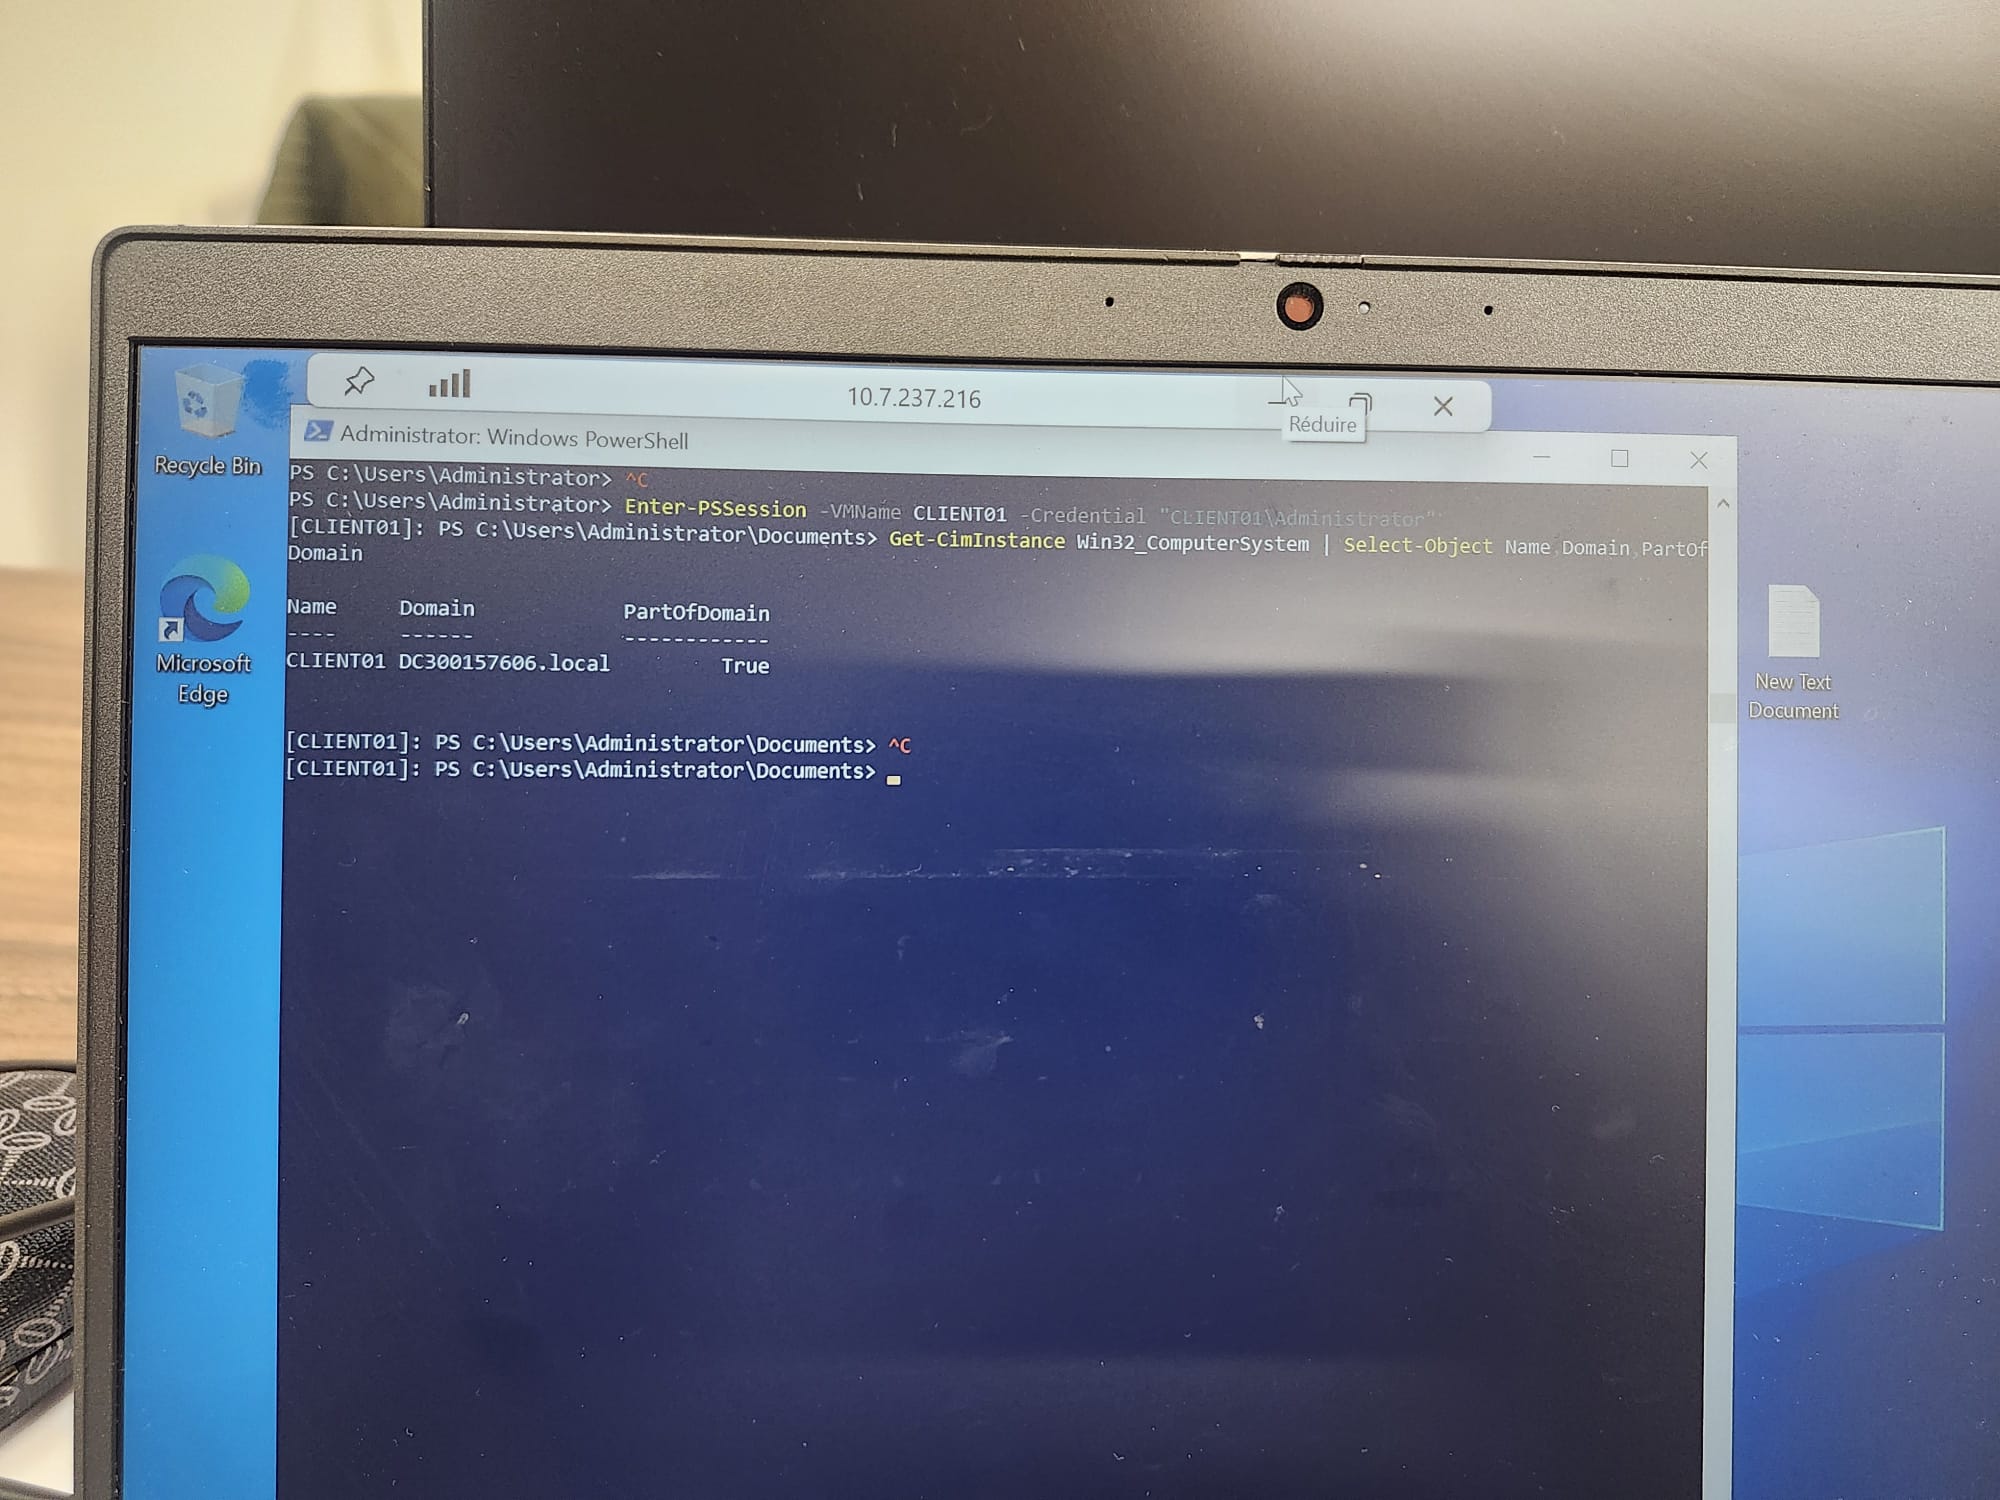 10.7.237.216
Réduire
Recycle Bin
Administrator: Windows PowerShell
PS C:\Users\Administrator> ^C
PS C:\Users\Administrator> Enter-PSSession -VMName CLIENT01 -Credential "CLIENT01\Administrator"
[CLIENT01]: PS C:\Users\Administrator\Documents> Get-CimInstance Win32_ComputerSystem | Select-Object Name,Domain,PartOf
Domain
Name Domain PartOfDomain
---- ------ ------------
CLIENT01 DC300157606.local True
[CLIENT01]: PS C:\Users\Administrator\Documents> ^C
[CLIENT01]: PS C:\Users\Administrator\Documents>
Microsoft
Edge
New Text
Document